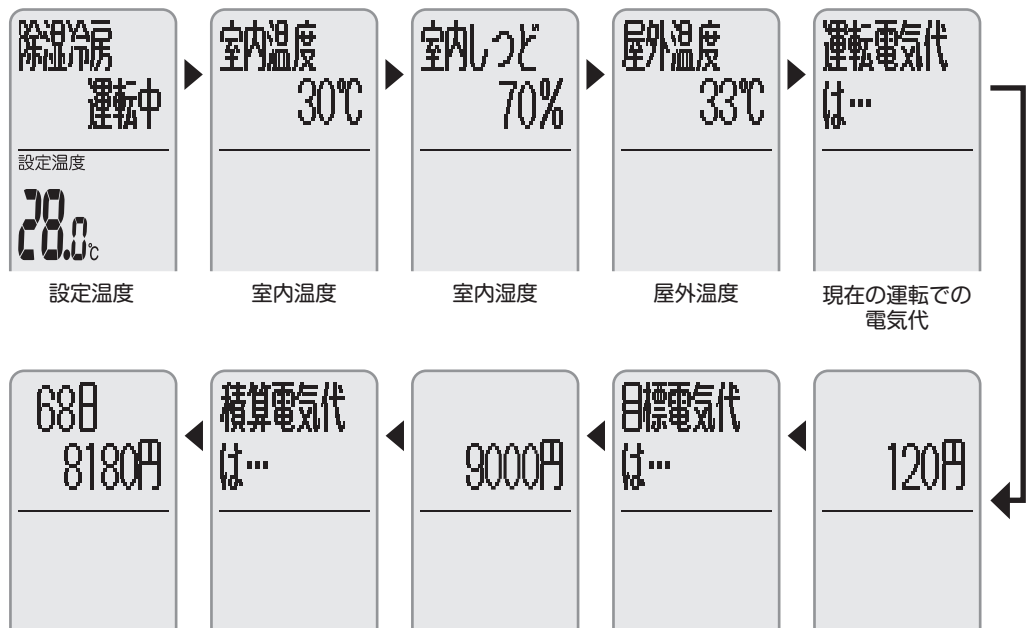 除湿冷房
運転中
設定温度
28.0℃
設定温度
室内温度
30℃
室内温度
室内しつど
70%
室内湿度
屋外温度
33℃
屋外温度
運転電気代
は…
現在の運転での
電気代
120円
目標電気代
は…
9000円
積算電気代
は…
68日
8180円